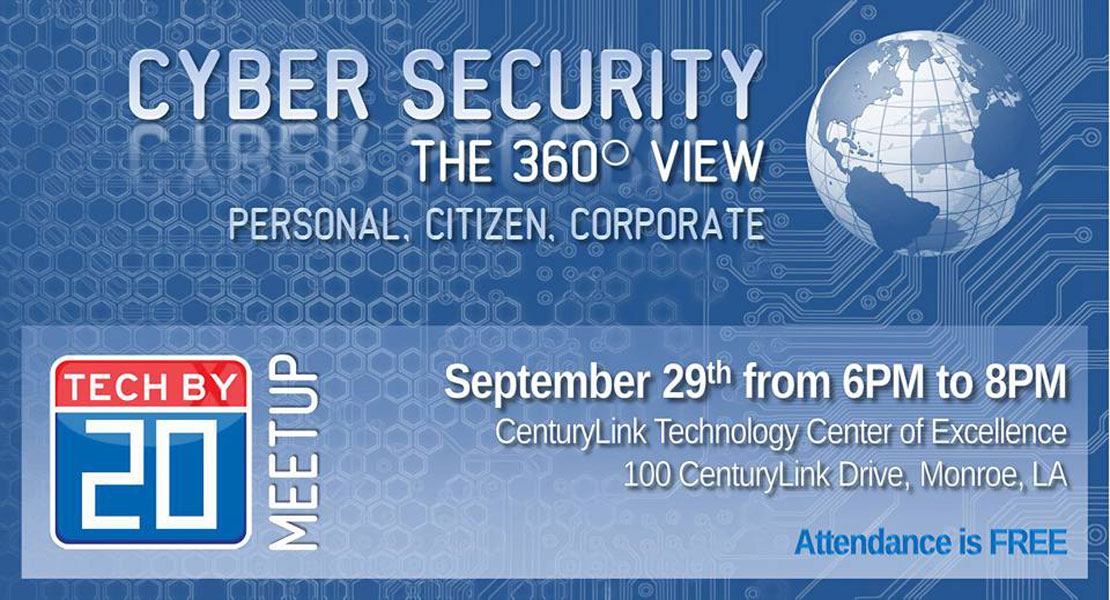 CYBER SECURITY
THE 360° VIEW
PERSONAL, CITIZEN, CORPORATE
TECH BY
20
MEETUP
September 29th from 6PM to 8PM
CenturyLink Technology Center of Excellence
100 CenturyLink Drive, Monroe, LA
Attendance is FREE